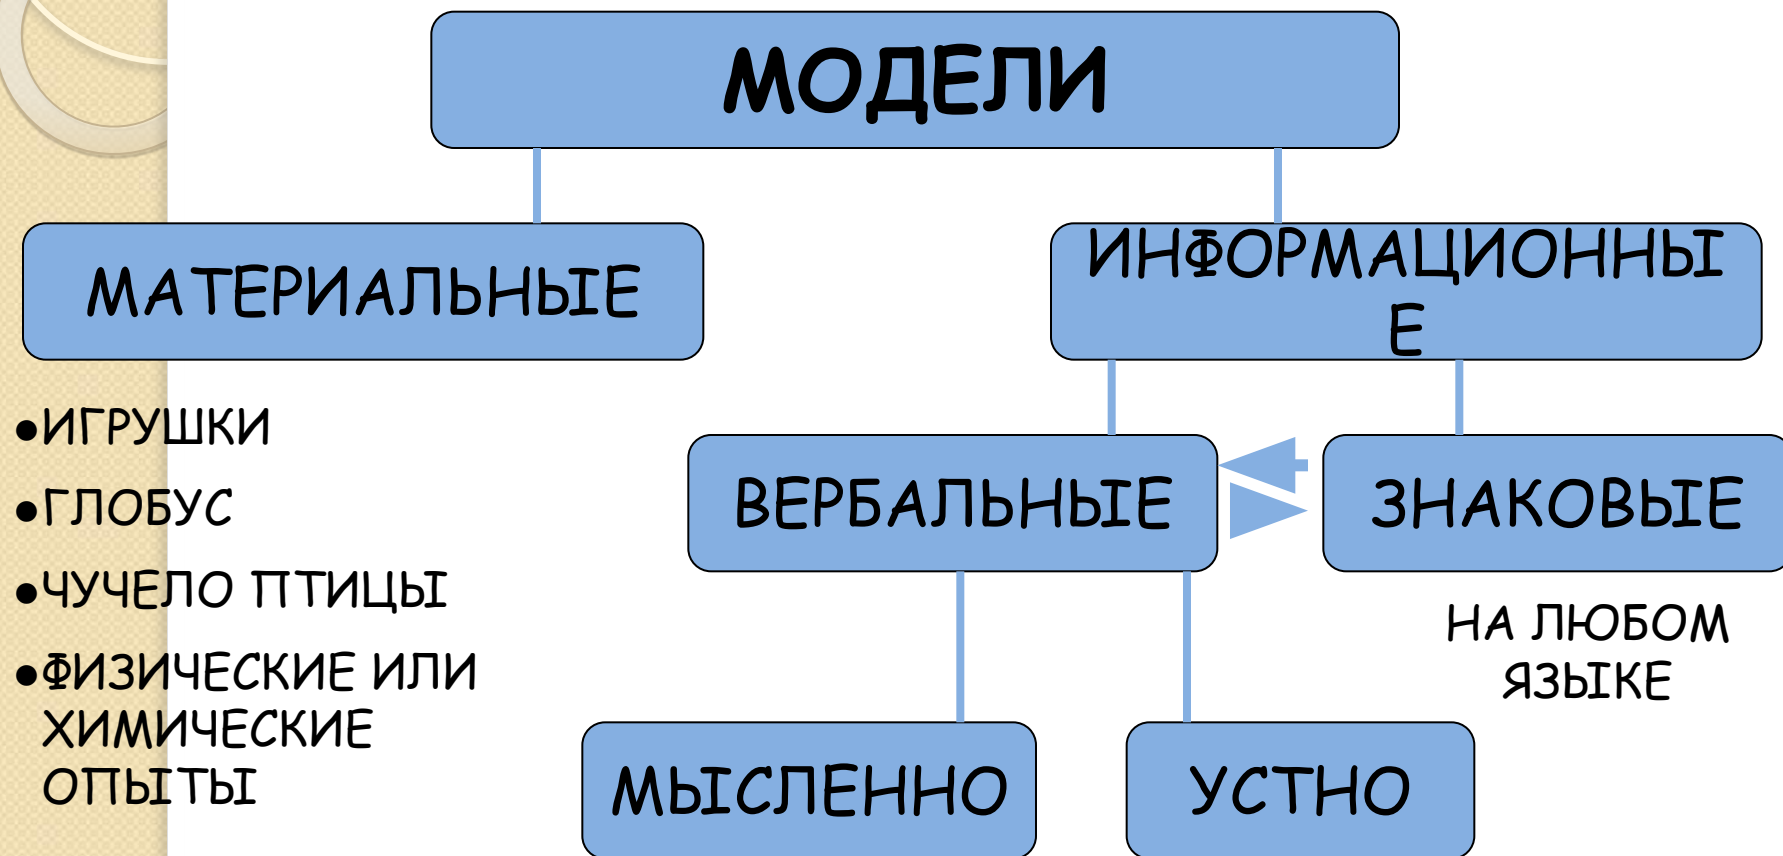 МОДЕЛИ
МАТЕРИАЛЬНЫЕ
ИНФОРМАЦИОННЫ
Е
•ИГРУШКИ
•ГЛОБУС
•ЧУЧЕЛО ПТИЦЫ
•ФИЗИЧЕСКИЕ ИЛИ
ХИМИЧЕСКИЕ
ОПЫТЫ
ВЕРБАЛЬНЫЕ
ЗНАКОВЫЕ
НА ЛЮБОМ
ЯЗЫКЕ
МЫСЛЕННО
УСТНО